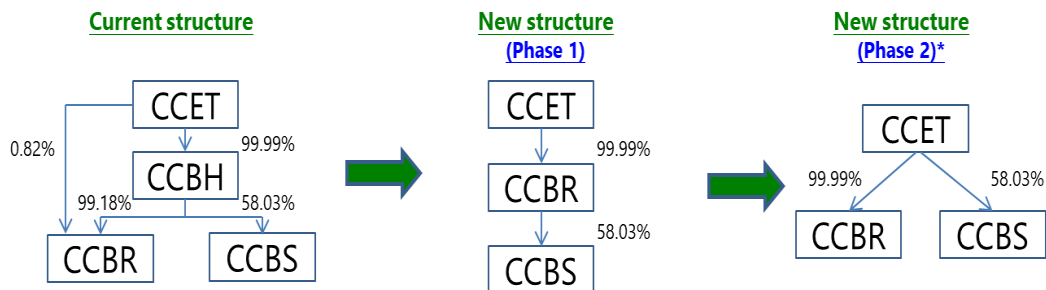 Current structure
CCET
0.82%
99.99%
CCBH
99.18%
58.03%
CCBR
CCBS
New structure
(Phase 1)
CCET
99.99%
CCBR
58.03%
CCBS
New structure
(Phase 2)*
CCET
99.99%
58.03%
CCBR
CCBS